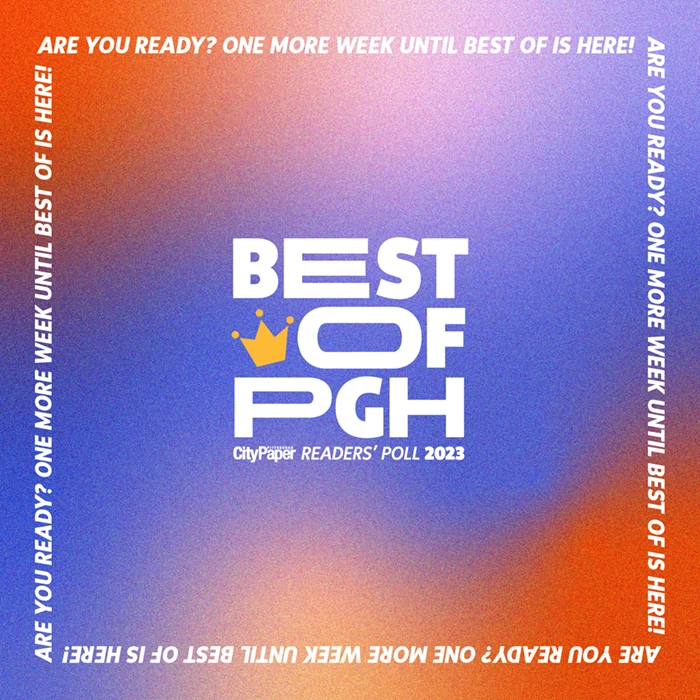 ARE YOU READY? ONE MORE WEEK UNTIL BEST OF IS HERE!
ARE YOU READY? ONE MORE WEEK UNTIL BEST OF IS HERE!
ARE YOU READY? ONE MORE WEEK UNTIL BEST OF IS HERE!
ARE YOU READY? ONE MORE WEEK UNTIL BEST OF IS HERE!
BEST
OF
PGH
PITTSBURGH
CityPaper READERS' POLL 2023